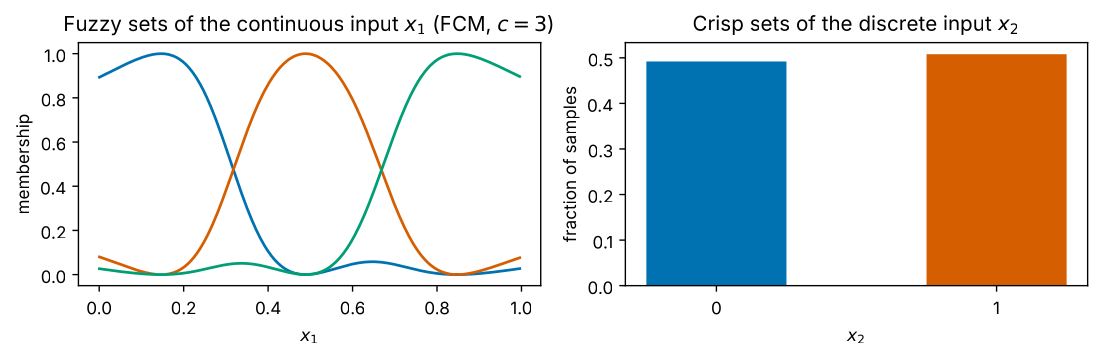 Fuzzy sets of the continuous input x₁ (FCM, c = 3)
1.0
0.8
0.6
0.4
0.2
0.0
membership
0.0 0.2 0.4 0.6 0.8 1.0
x₁
Crisp sets of the discrete input x₂
0.5
0.4
0.3
0.2
0.1
0.0
fraction of samples
0 1
x₂